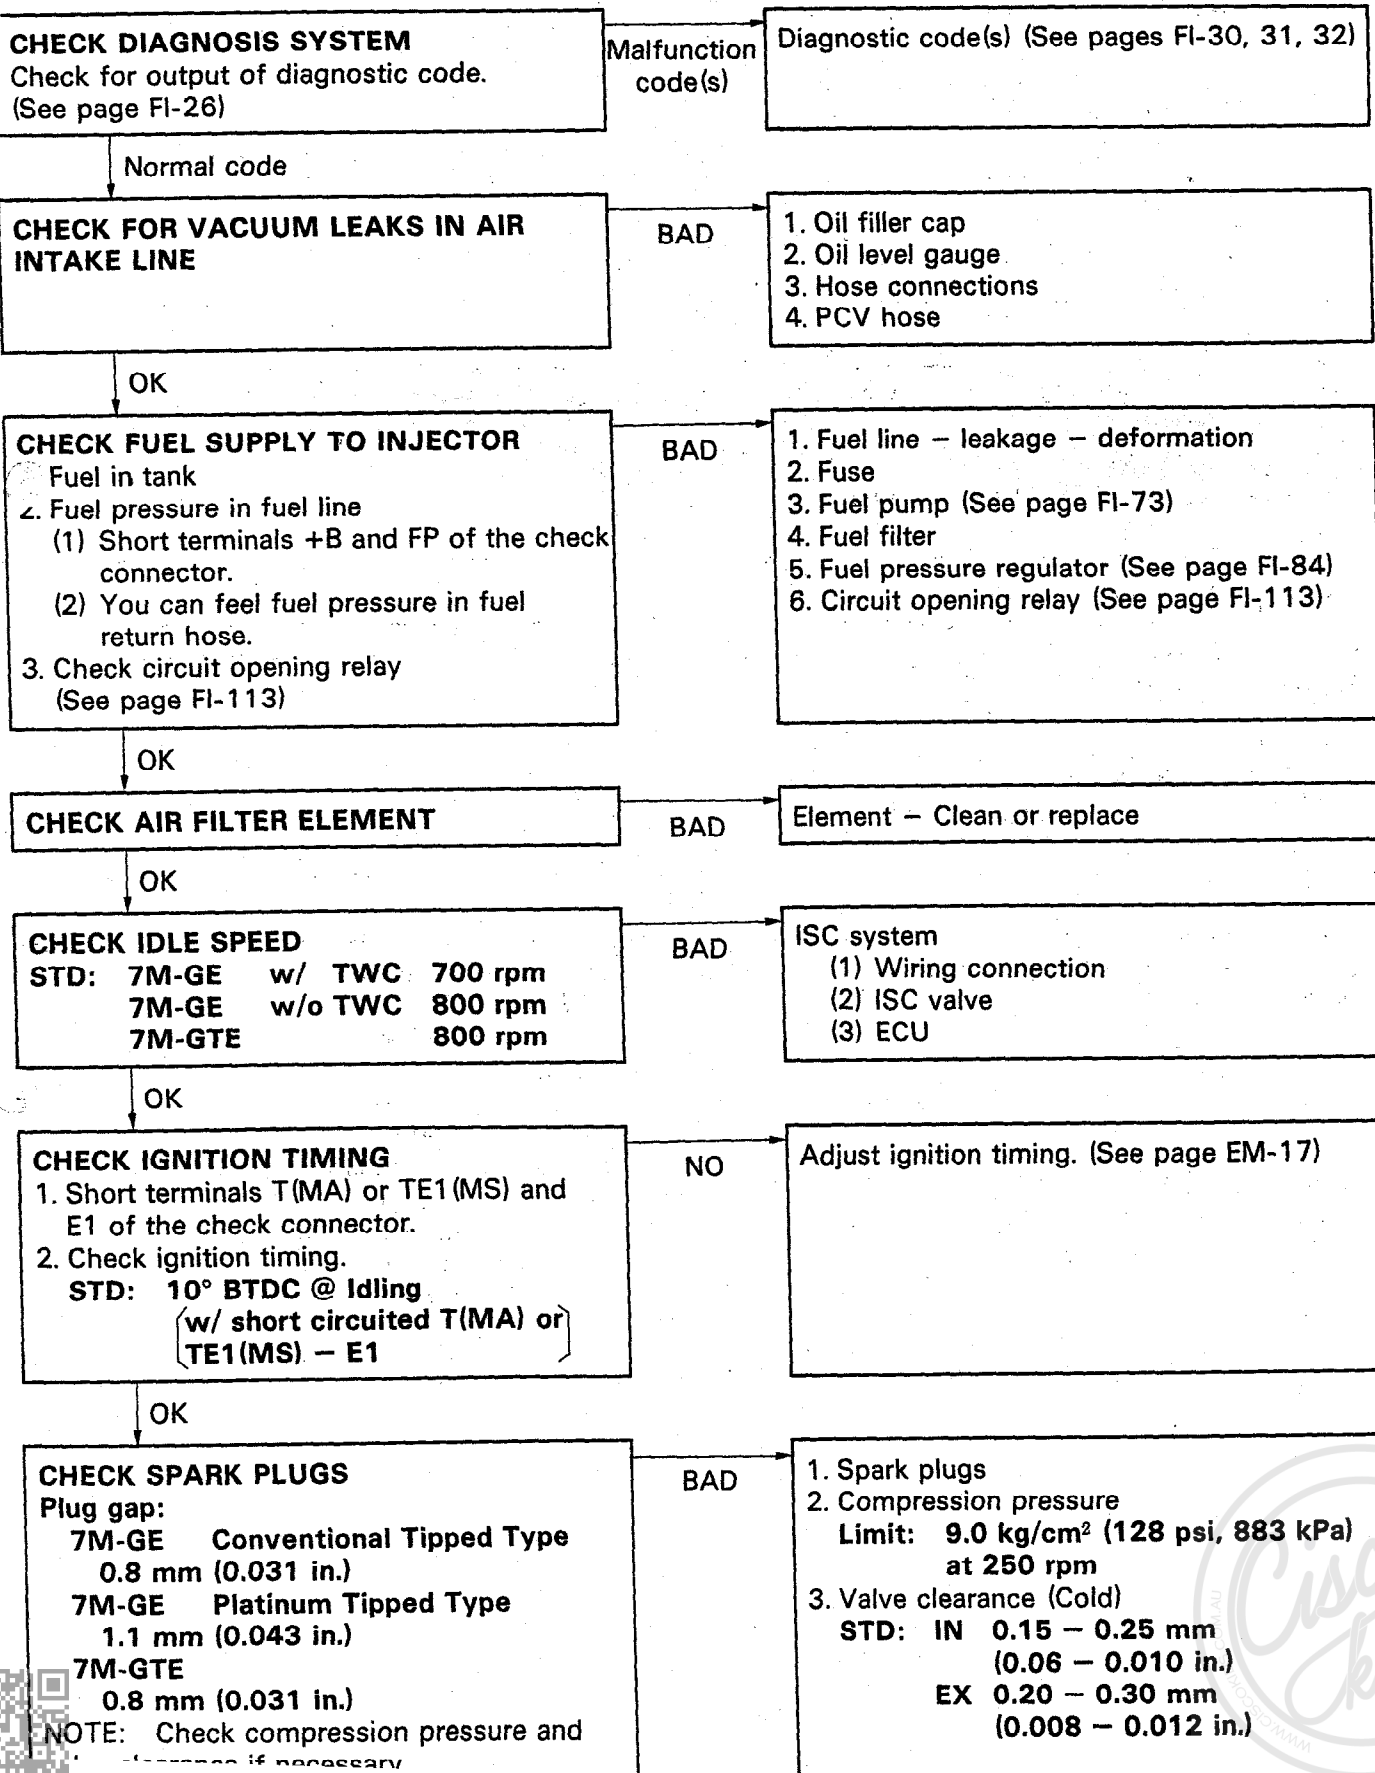 CHECK DIAGNOSIS SYSTEM
Check for output of diagnostic code.
(See page FI-26)
Malfunction
code(s)
Diagnostic code(s) (See pages FI-30, 31, 32)
Normal code
CHECK FOR VACUUM LEAKS IN AIR
INTAKE LINE
BAD
1. Oil filler cap
2. Oil level gauge
3. Hose connections
4. PCV hose
OK
CHECK FUEL SUPPLY TO INJECTOR
Fuel in tank
2. Fuel pressure in fuel line
(1) Short terminals +B and FP of the check
connector.
(2) You can feel fuel pressure in fuel
return hose.
3. Check circuit opening relay
(See page FI-113)
BAD
1. Fuel line – leakage – deformation
2. Fuse
3. Fuel pump (See page FI-73)
4. Fuel filter
5. Fuel pressure regulator (See page FI-84)
6. Circuit opening relay (See page FI-113)
OK
CHECK AIR FILTER ELEMENT
BAD
Element – Clean or replace
OK
CHECK IDLE SPEED
STD: 7M-GE w/ TWC 700 rpm
7M-GE w/o TWC 800 rpm
7M-GTE 800 rpm
BAD
ISC system
(1) Wiring connection
(2) ISC valve
(3) ECU
OK
CHECK IGNITION TIMING
1. Short terminals T(MA) or TE1(MS) and
E1 of the check connector.
2. Check ignition timing.
STD: 10° BTDC @ Idling
(w/ short circuited T(MA) or
TE1(MS) – E1)
NO
Adjust ignition timing. (See page EM-17)
OK
CHECK SPARK PLUGS
Plug gap:
7M-GE Conventional Tipped Type
0.8 mm (0.031 in.)
7M-GE Platinum Tipped Type
1.1 mm (0.043 in.)
7M-GTE
0.8 mm (0.031 in.)
NOTE: Check compression pressure and
clearance if necessary
BAD
1. Spark plugs
2. Compression pressure
Limit: 9.0 kg/cm² (128 psi, 883 kPa)
at 250 rpm
3. Valve clearance (Cold)
STD: IN 0.15 – 0.25 mm
(0.06 – 0.010 in.)
EX 0.20 – 0.30 mm
(0.008 – 0.012 in.)